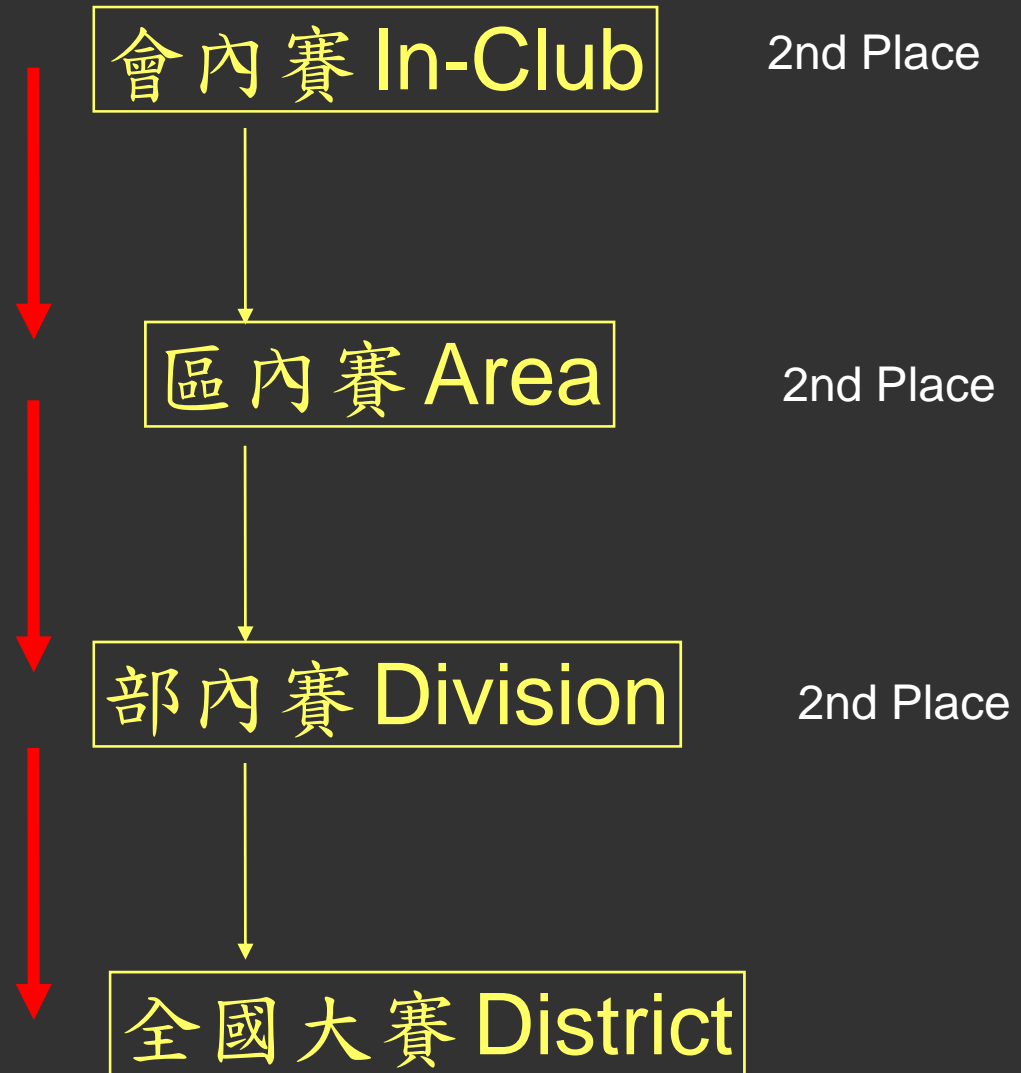 會內賽 In-Club
2nd Place
區內賽 Area
2nd Place
部內賽 Division
2nd Place
全國大賽 District